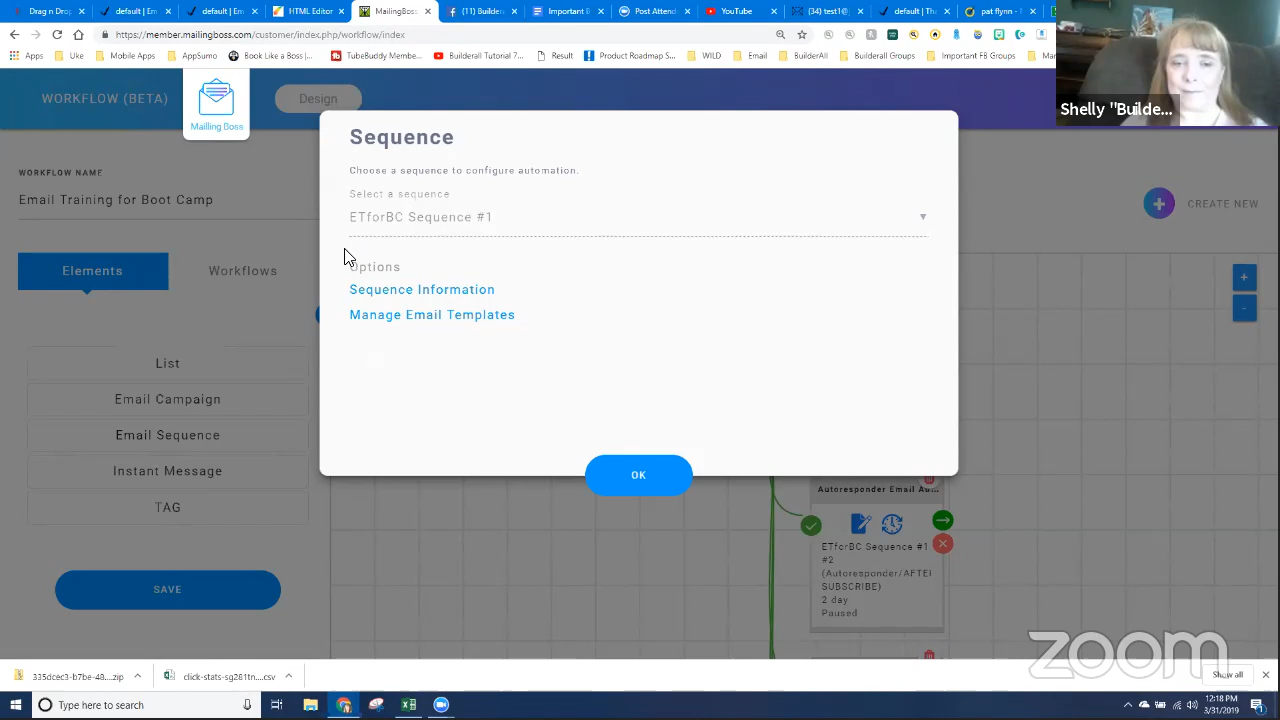 Drag n Drop
default | Em
default | Em
HTML Editor
MailingBoss
(11) Builder
Important B
Post Attend
YouTube
(34) test1@
default | The
pat flynn -
https://member.mailingboss.com/customer/index.php/workflow/index
Apps
Uke
Mobile Apps
AppSumo
Book Like a Boss |...
TubeBuddy Membe...
Builderall Tutorial 7...
Result
Product Roadmap S...
WILD
Email
BuilderAll
Builderall Groups
Important FB Groups
Shelly "Builde...
WORKFLOW (BETA)
Mailling Boss
Design
WORKFLOW NAME
Email Training for Boot Camp
CREATE NEW
Elements
Workflows
List
Email Campaign
Email Sequence
Instant Message
TAG
SAVE
Sequence
Choose a sequence to configure automation.
Select a sequence
ETforBC Sequence #1
Options
Sequence Information
Manage Email Templates
OK
+
-
Autoresponder Email Au...
ETforBC Sequence #1
#2
(Autoresponder/AFTER
SUBSCRIBE)
2 day
Paused
zoom
335dcec3-b7be-48....zip
click-stats-sg281tn....csv
Show all
Type here to search
12:18 PM
3/31/2019